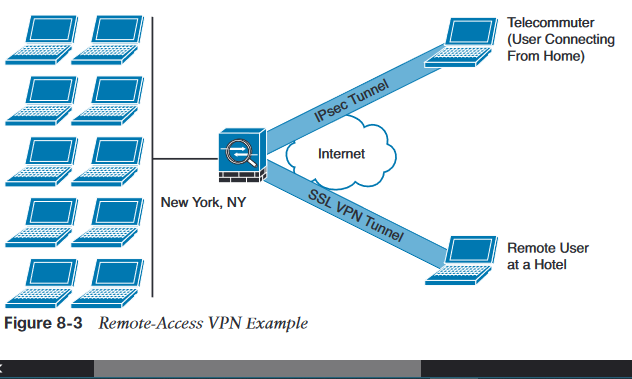 Telecommuter
(User Connecting
From Home)
IPsec Tunnel
Internet
New York, NY
SSL VPN Tunnel
Remote User
at a Hotel
Figure 8-3 Remote-Access VPN Example